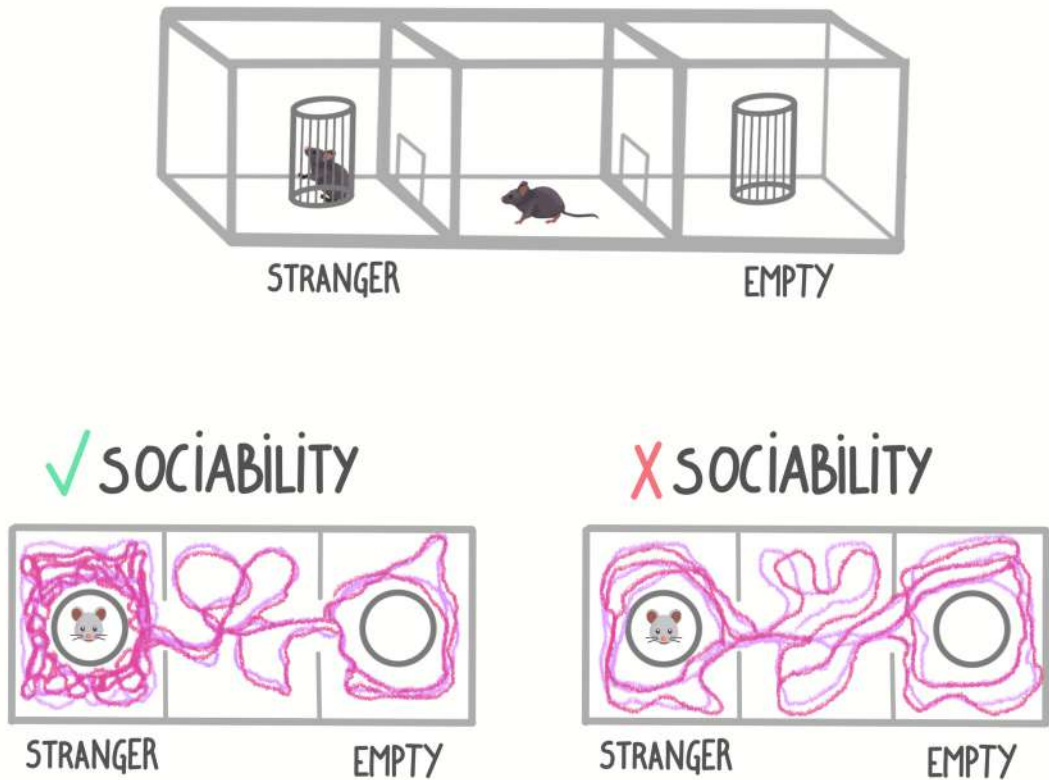 STRANGER
EMPTY
SOCIABILITY
X SOCIABILITY
STRANGER
EMPTY
STRANGER
EMPTY